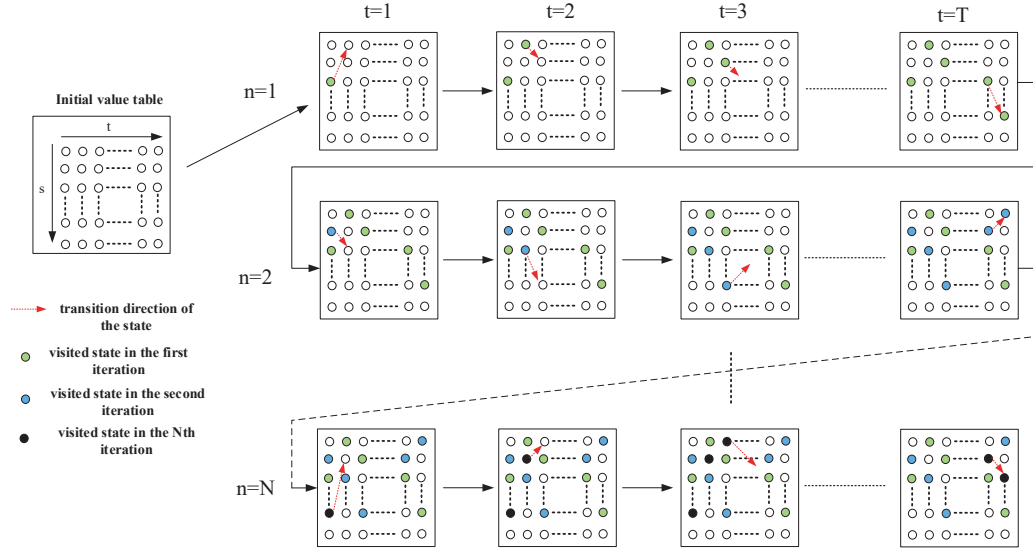 t=1
t=2
t=3
t=T
n=1
Initial value table
t
s
n=2
transition direction of
the state
visited state in the first
iteration
visited state in the second
iteration
visited state in the Nth
iteration
n=N